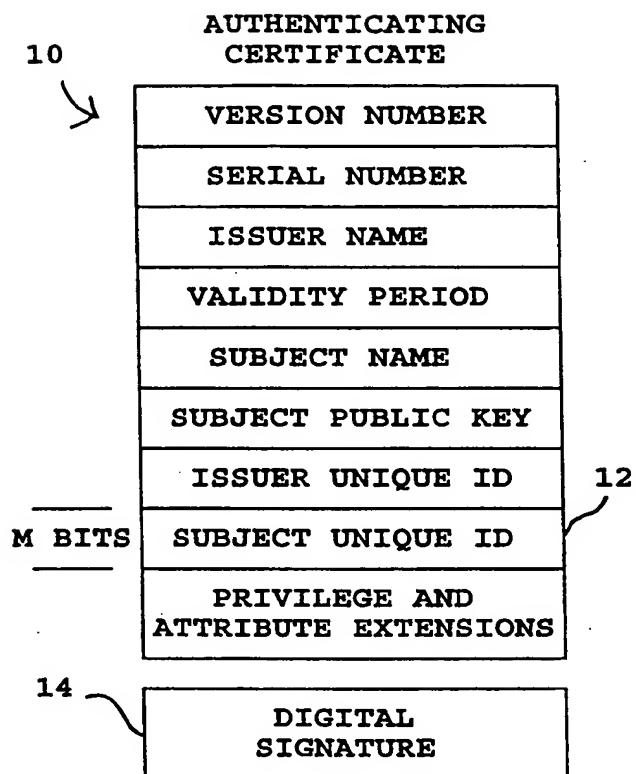 AUTHENTICATING
CERTIFICATE
10
VERSION NUMBER
SERIAL NUMBER
ISSUER NAME
VALIDITY PERIOD
SUBJECT NAME
SUBJECT PUBLIC KEY
ISSUER UNIQUE ID
12
M BITS
SUBJECT UNIQUE ID
PRIVILEGE AND
ATTRIBUTE EXTENSIONS
14
DIGITAL
SIGNATURE